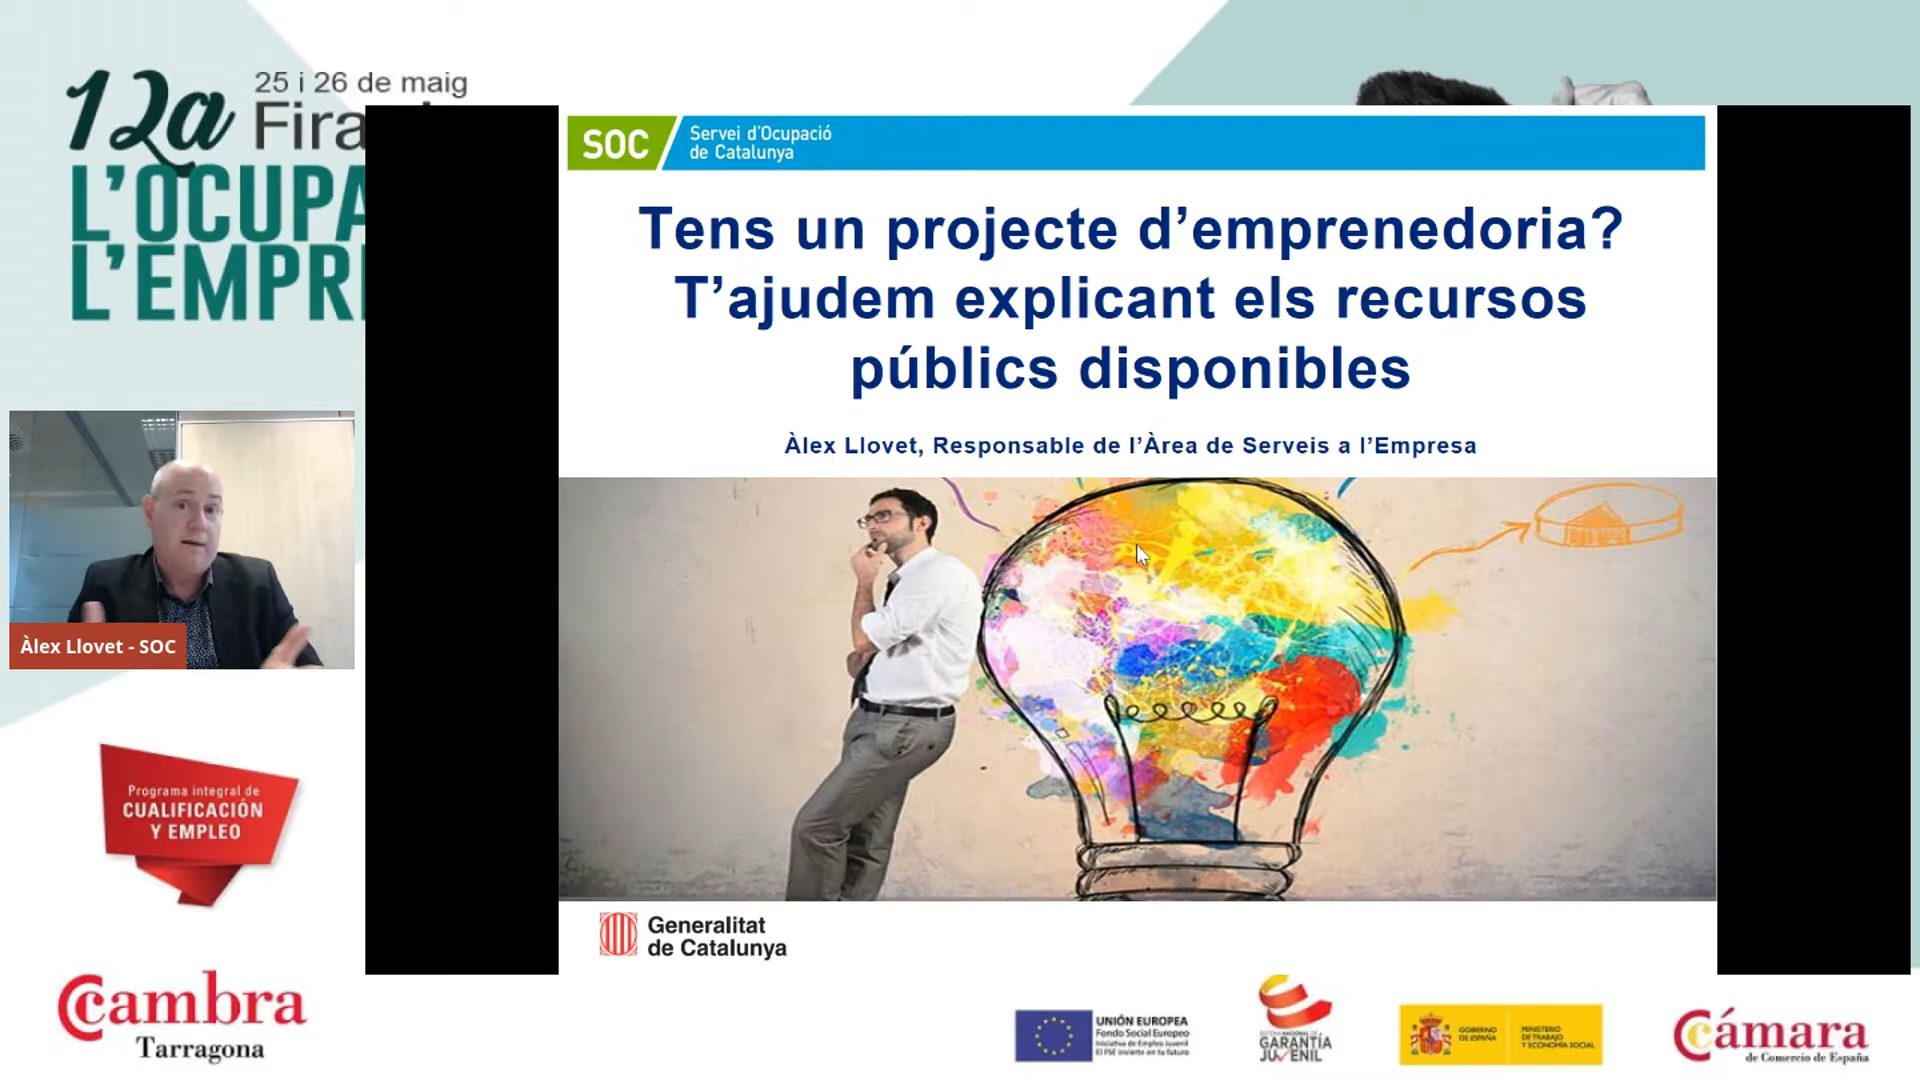 12a
25 i 26 de maig
Fira
L'OCUPA
L'EMPR
SOC
Servei d'Ocupació
de Catalunya
Tens un projecte d'emprenedoria?
T'ajudem explicant els recursos
públics disponibles
Àlex Llovet, Responsable de l'Àrea de Serveis a l'Empresa
Àlex Llovet - SOC
Programa integral de
CUALIFICACIÓN
Y EMPLEO
Generalitat
de Catalunya
Cambra
Tarragona
UNIÓN EUROPEA
Fondo Social Europeo
Iniciativa de Empleo Juvenil
El FSE invierte en tu futuro
SISTEMA NACIONAL DE
GARANTÍA
JUVENIL
GOBIERNO
DE ESPAÑA
MINISTERIO
DE TRABAJO
Y ECONOMÍA SOCIAL
Cámara
de Comercio de España